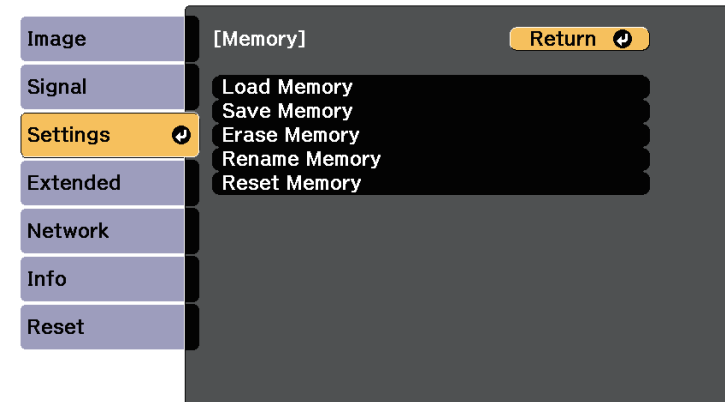 Image
Signal
Settings
Extended
Network
Info
Reset
[Memory]
Return
Load Memory
Save Memory
Erase Memory
Rename Memory
Reset Memory